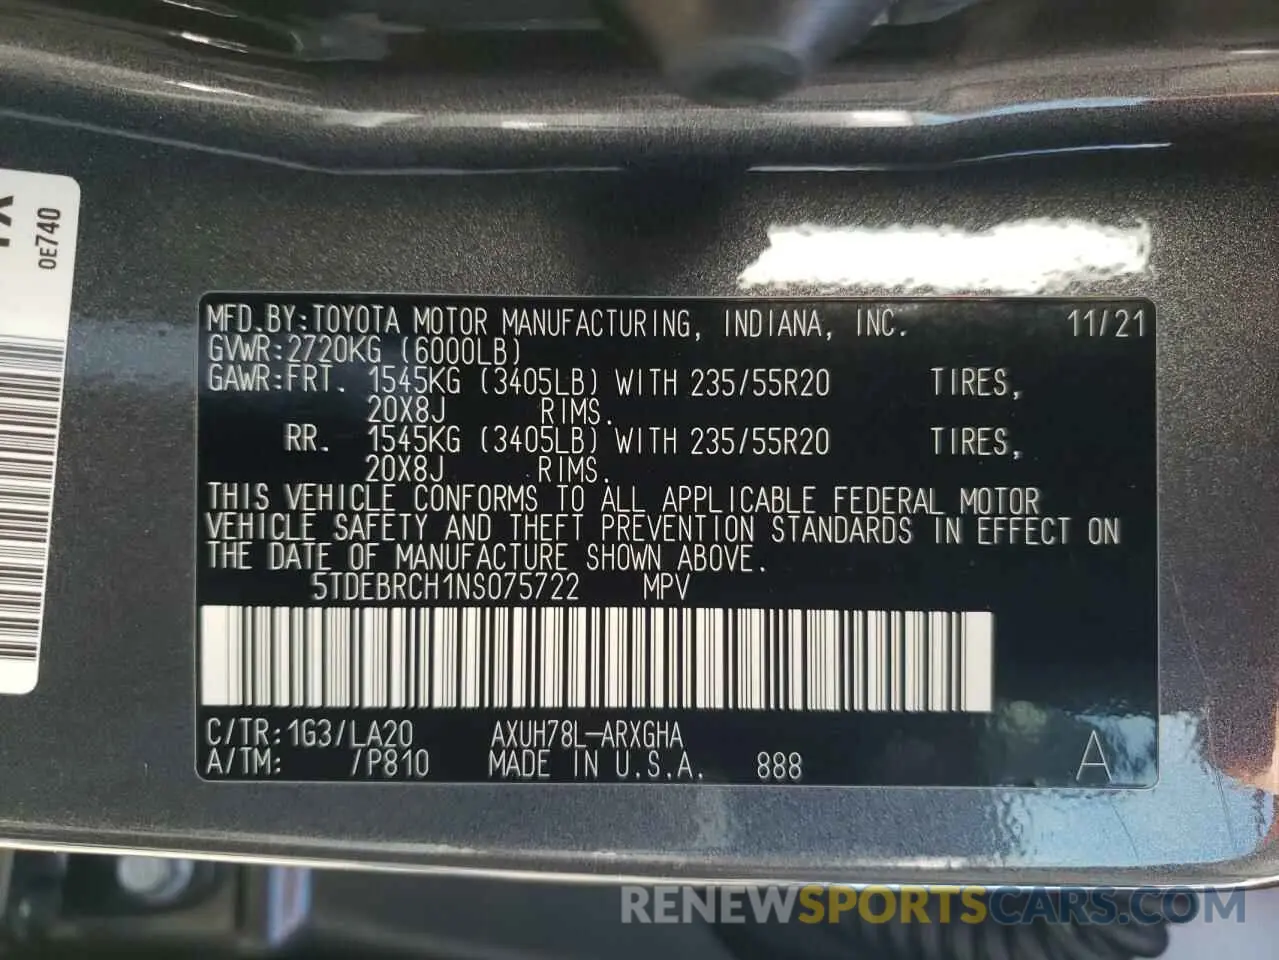 0E740
MFD.BY:TOYOTA MOTOR MANUFACTURING, INDIANA, INC. 11/21
GVWR:2720KG (6000LB)
GAWR:FRT. 1545KG (3405LB) WITH 235/55R20 TIRES,
20X8J RIMS.
RR. 1545KG (3405LB) WITH 235/55R20 TIRES,
20X8J RIMS.
THIS VEHICLE CONFORMS TO ALL APPLICABLE FEDERAL MOTOR
VEHICLE SAFETY AND THEFT PREVENTION STANDARDS IN EFFECT ON
THE DATE OF MANUFACTURE SHOWN ABOVE.
5TDEBRCH1NS075722 MPV
C/TR:1G3/LA20 AXUH78L-ARXGHA
A/TM: /P810 MADE IN U.S.A. 888 A
RENEWSPORTSCARS.COM